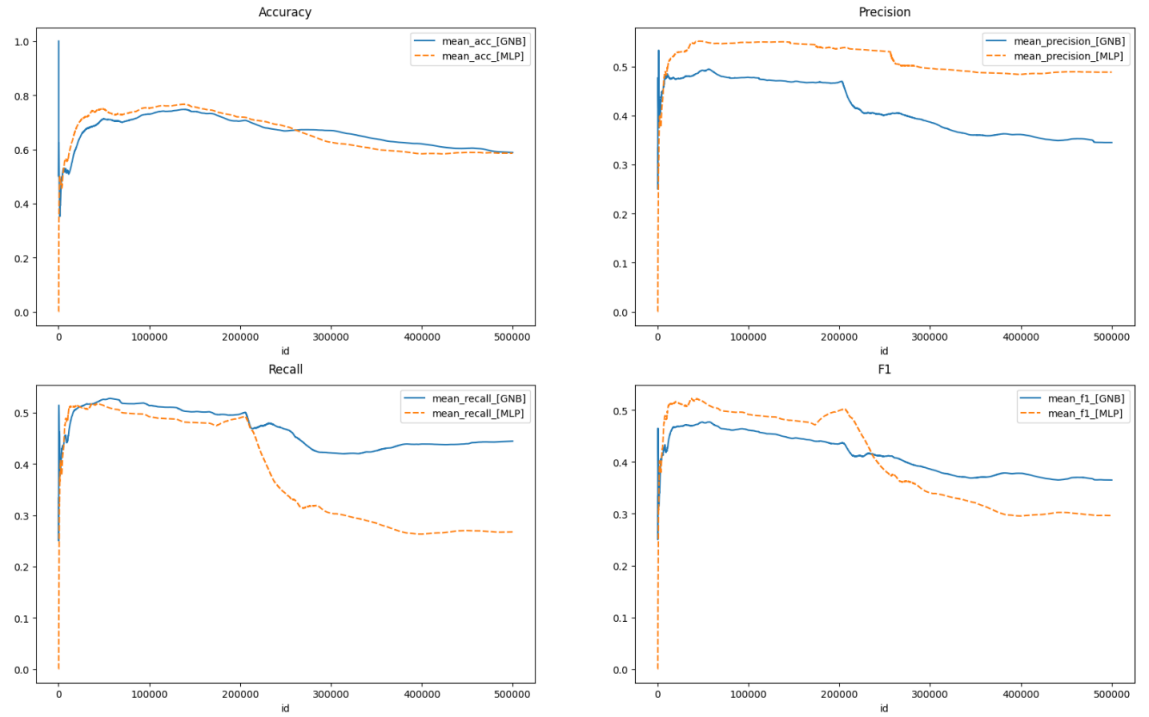 Accuracy
1.0
0.8
0.6
0.4
0.2
0.0
mean_acc_[GNB]
mean_acc_[MLP]
0 100000 200000 300000 400000 500000
id
Precision
0.5
0.4
0.3
0.2
0.1
0.0
mean_precision_[GNB]
mean_precision_[MLP]
0 100000 200000 300000 400000 500000
id
Recall
0.5
0.4
0.3
0.2
0.1
0.0
mean_recall_[GNB]
mean_recall_[MLP]
0 100000 200000 300000 400000 500000
id
F1
0.5
0.4
0.3
0.2
0.1
0.0
mean_f1_[GNB]
mean_f1_[MLP]
0 100000 200000 300000 400000 500000
id